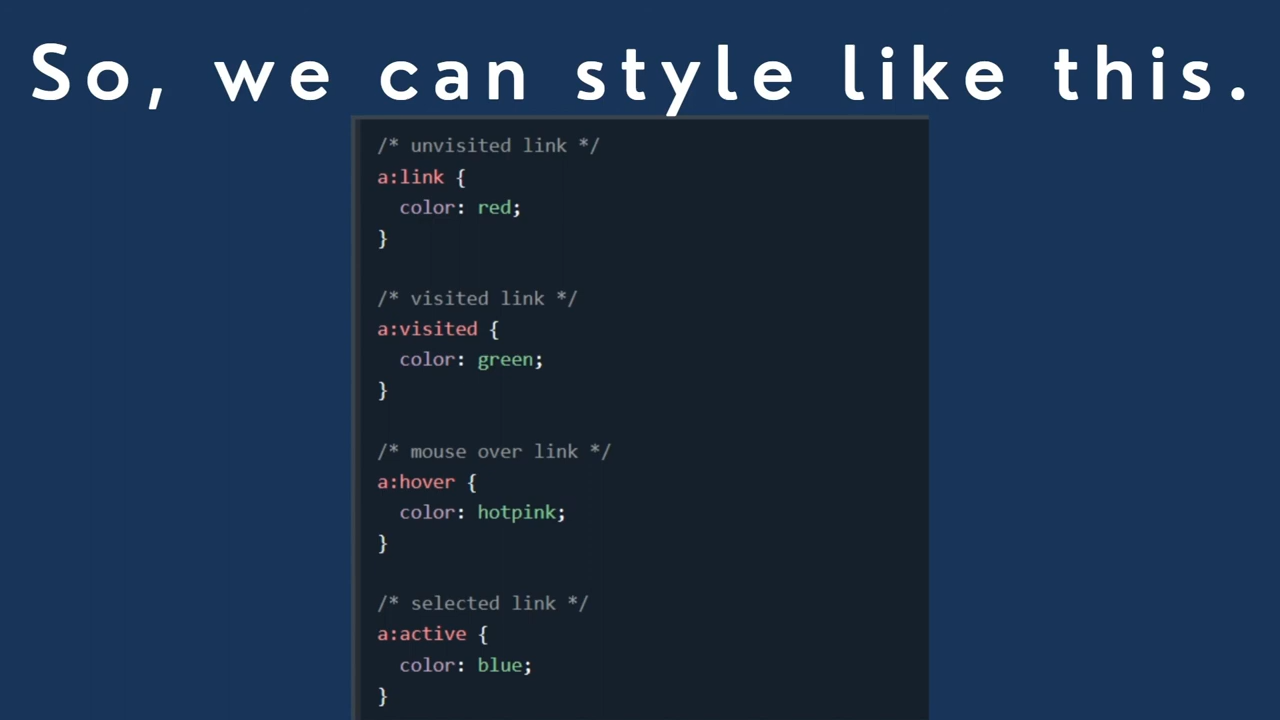 So, we can style like this.
/* unvisited link */
a:link {
  color: red;
}
/* visited link */
a:visited {
  color: green;
}
/* mouse over link */
a:hover {
  color: hotpink;
}
/* selected link */
a:active {
  color: blue;
}